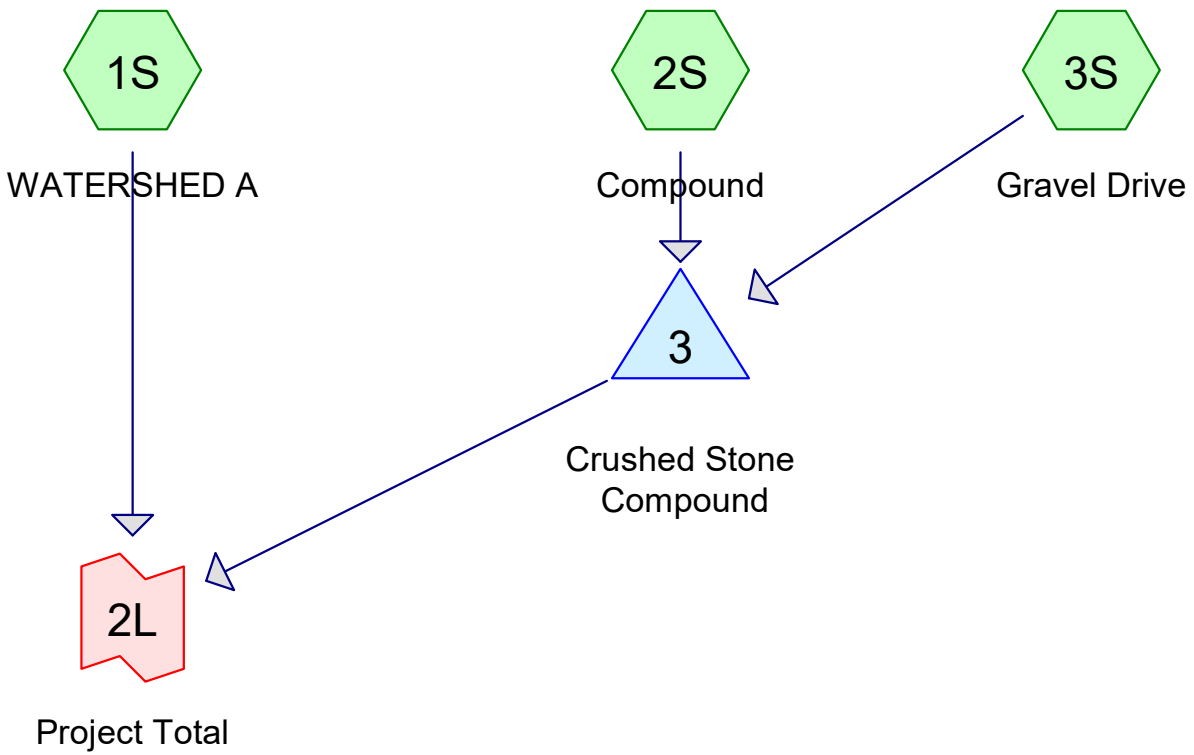 1S
2S
3S
WATERSHED A
Compound
Gravel Drive
3
Crushed Stone
Compound
2L
Project Total